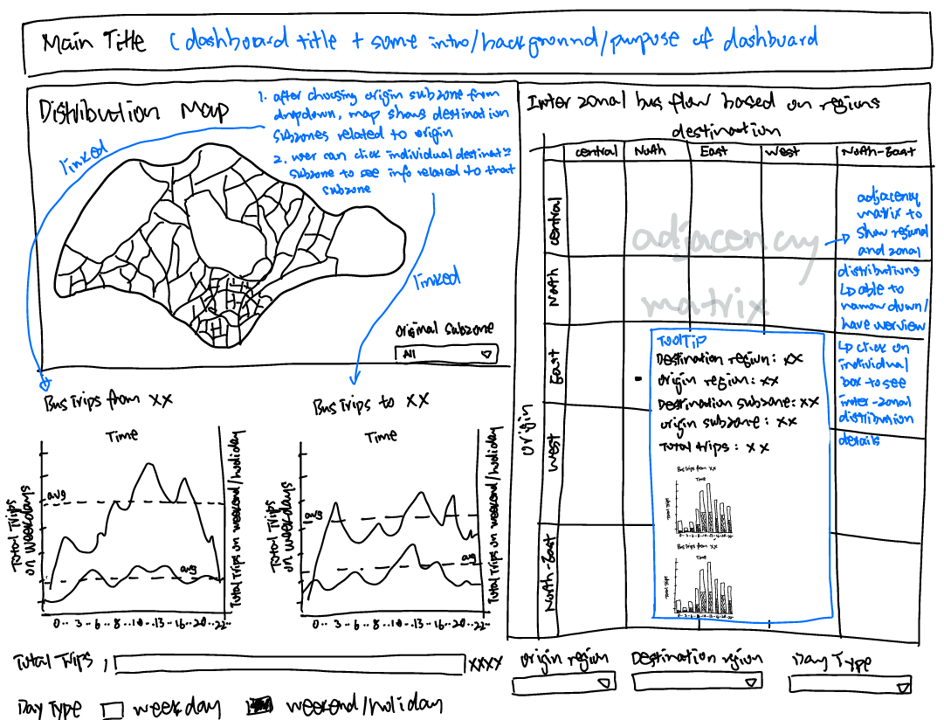 Main Title (dashboard title + some intro/background/purpose of dashboard
Distribution Map
1. after choosing origin subzone from
dropdown, map shows destination
subzones related to origin
2. user can click individual destinat's
subzone to see info related to that
subzone
linked
linked
original subzone
All
Bus Trips from XX
Time
Total Trips
on weekdays
avg
avg
Total Trips on weekend/holiday
0.. 3 -- 6 -- 8 -- 10 -- 13 -- 16 -- 20 -- 22
Bus Trips to XX
Time
Total Trips
on weekdays
avg
avg
Total Trips on weekend/holiday
0.. 3 -- 6 -- 8 -- 10 -- 13 -- 16 -- 20 -- 22
Total Trips
XXXX
Day Type weekday weekend/holiday
Inter zonal bus flow based on regions
destination
central North East West North-East
origin
central
North
East
West
North-East
adjacency
matrix
adjacency
matrix to
show regional
and zonal
distributions
↳ able to
narrow down/
have overview
↳ click on
individual
box to see
inter-zonal
distribution
details
ToolTip
Destination region: XX
origin region: XX
Destination subzone: XX
origin subzone: XX
Total trips: XX
Bus Trips from XX
Time
Total Trips
Bus Trips from XX
Time
Total Trips
origin region Destination region Day Type